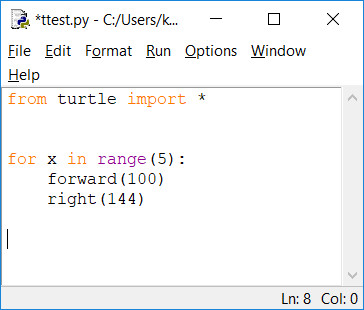 *ttest.py - C:/Users/k...
File Edit Format Run Options Window
Help
from turtle import *
for x in range(5):
    forward(100)
    right(144)
Ln: 8 Col: 0